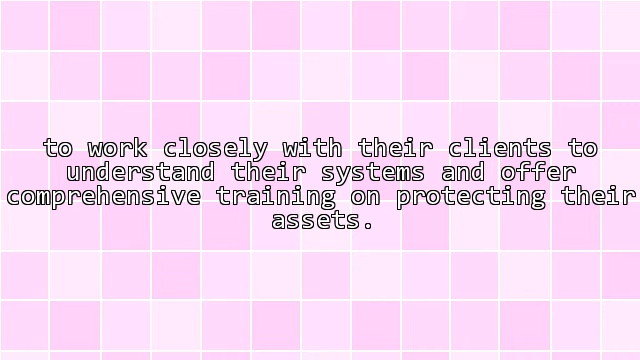 to work closely with their clients to
understand their systems and offer
comprehensive training on protecting their
assets.